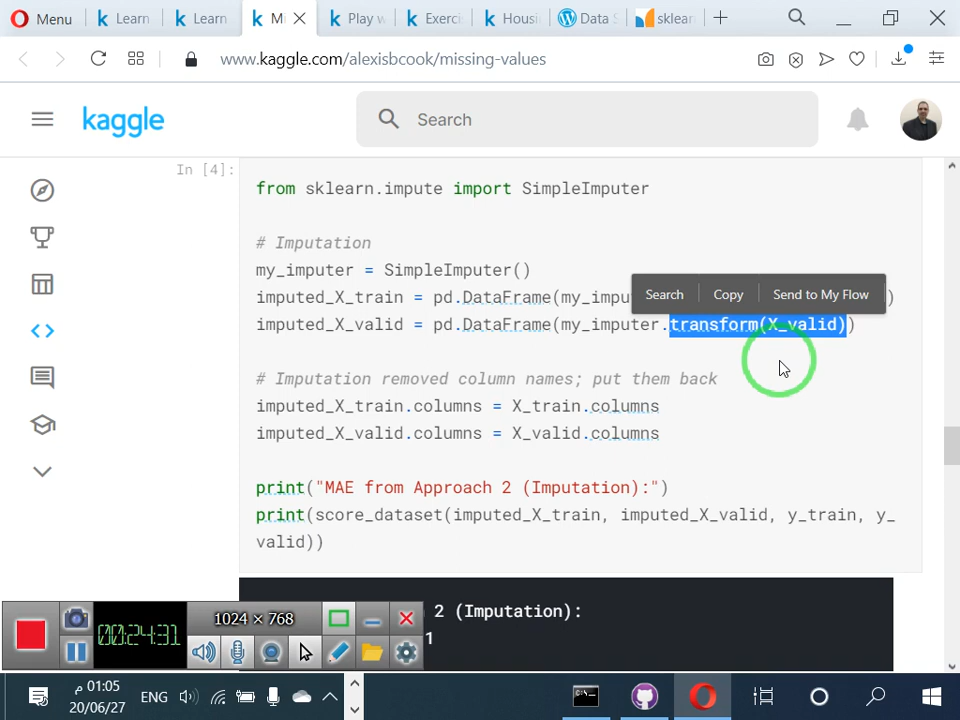 Menu
Learn
Learn
Mi
Play w
Exerci
Housi
Data S
sklear
www.kaggle.com/alexisbcook/missing-values
kaggle
Search
In [4]:
from sklearn.impute import SimpleImputer
# Imputation
my_imputer = SimpleImputer()
imputed_X_train = pd.DataFrame(my_impu
)
Search
Copy
Send to My Flow
imputed_X_valid = pd.DataFrame(my_imputer.transform(X_valid))
# Imputation removed column names; put them back
imputed_X_train.columns = X_train.columns
imputed_X_valid.columns = X_valid.columns
print("MAE from Approach 2 (Imputation):")
print(score_dataset(imputed_X_train, imputed_X_valid, y_train, y_
valid))
2 (Imputation):
1
1024 × 768
00:24:31
01:05 م
ENG
20/06/27